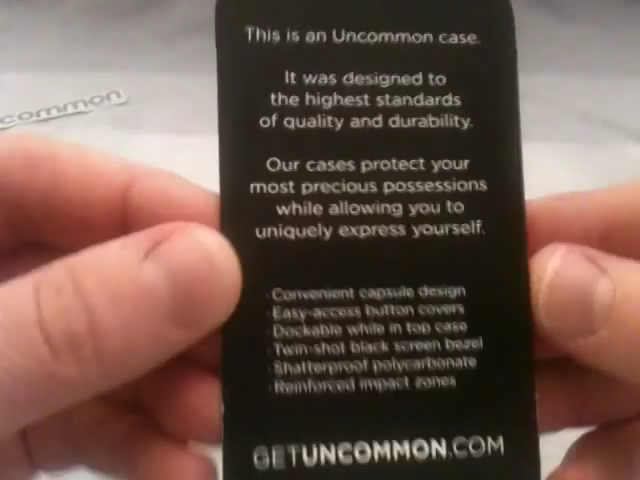 common
This is an Uncommon case.
It was designed to
the highest standards
of quality and durability.
Our cases protect your
most precious possessions
while allowing you to
uniquely express yourself.
· Convenient capsule design
· Easy-access button covers
· Dockable while in top case
· Twin-shot black screen bezel
· Shatterproof polycarbonate
· Reinforced impact zones
GETUNCOMMON.COM